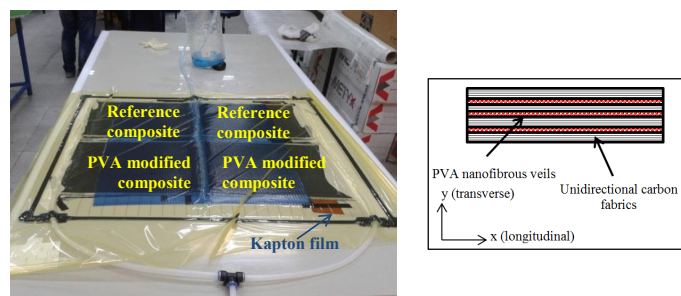 Reference
composite
Reference
composite
PVA modified
composite
PVA modified
composite
Kapton film
PVA nanofibrous veils
y (transverse)
Unidirectional carbon
fabrics
x (longitudinal)